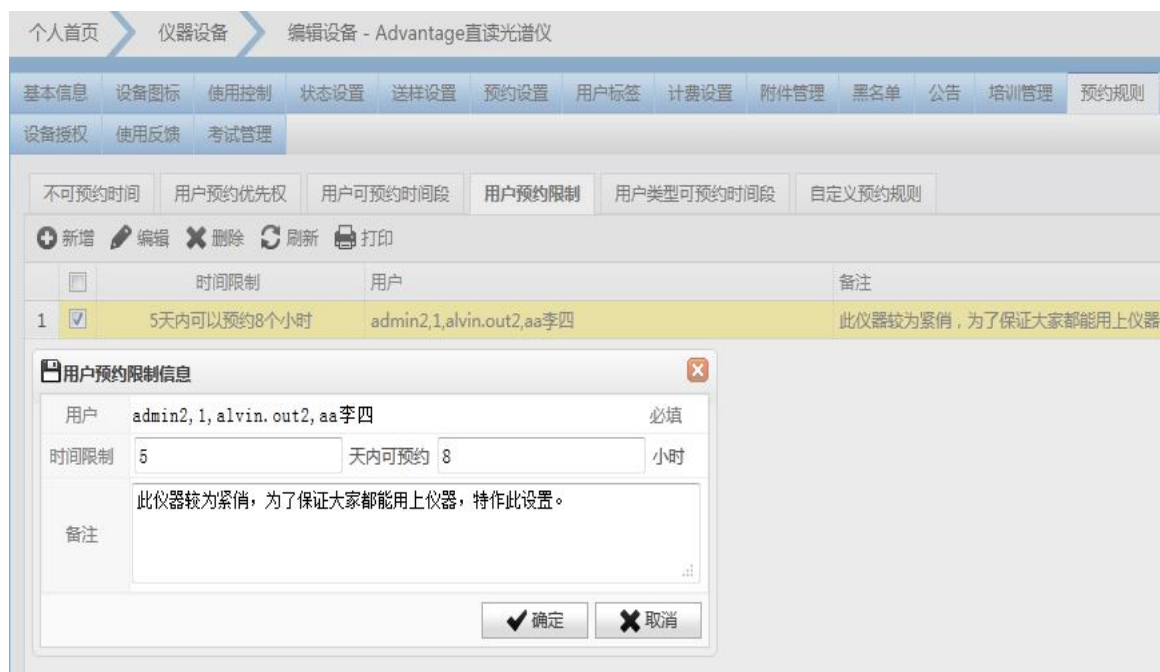 个人首页 仪器设备 编辑设备 - Advantage直读光谱仪
基本信息 设备图标 使用控制 状态设置 送样设置 预约设置 用户标签 计费设置 附件管理 黑名单 公告 培训管理 预约规则
设备授权 使用反馈 考试管理
不可预约时间 用户预约优先权 用户可预约时间段 用户预约限制 用户类型可预约时间段 自定义预约规则
新增 编辑 删除 刷新 打印
时间限制 用户 备注
1 5天内可以预约8个小时 admin2,1,alvin.out2,aa李四 此仪器较为紧俏，为了保证大家都能用上仪器
用户预约限制信息
用户 admin2,1,alvin.out2,aa李四 必填
时间限制 5 天内可预约 8 小时
备注 此仪器较为紧俏，为了保证大家都能用上仪器，特作此设置。
确定 取消